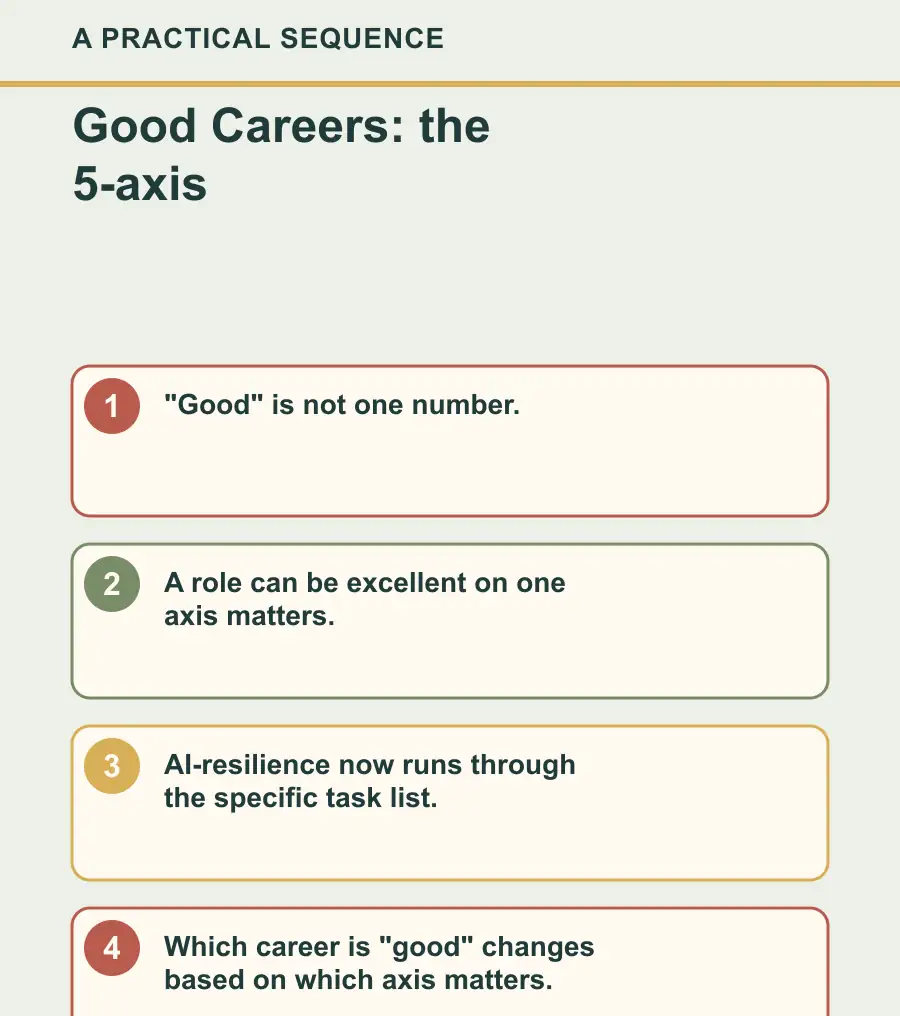 A PRACTICAL SEQUENCE
Good Careers: the
5-axis
1
"Good" is not one number.
2
A role can be excellent on one
axis matters.
3
AI-resilience now runs through
the specific task list.
4
Which career is "good" changes
based on which axis matters.